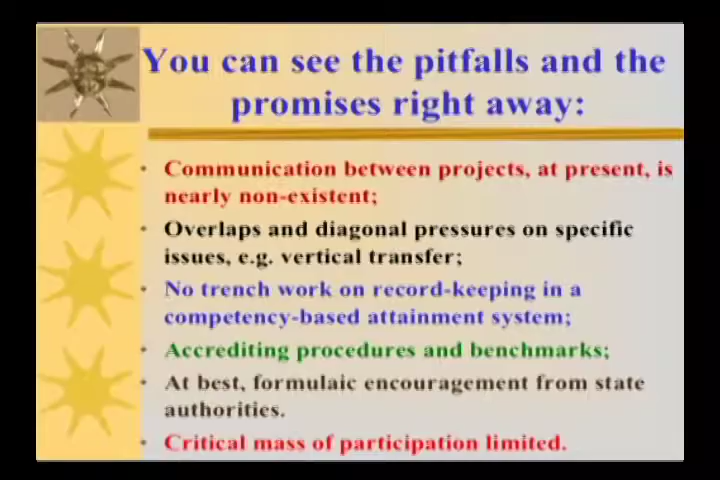 You can see the pitfalls and the
promises right away:
• Communication between projects, at present, is
nearly non-existent;
• Overlaps and diagonal pressures on specific
issues, e.g. vertical transfer;
• No trench work on record-keeping in a
competency-based attainment system;
• Accrediting procedures and benchmarks;
• At best, formulaic encouragement from state
authorities.
• Critical mass of participation limited.